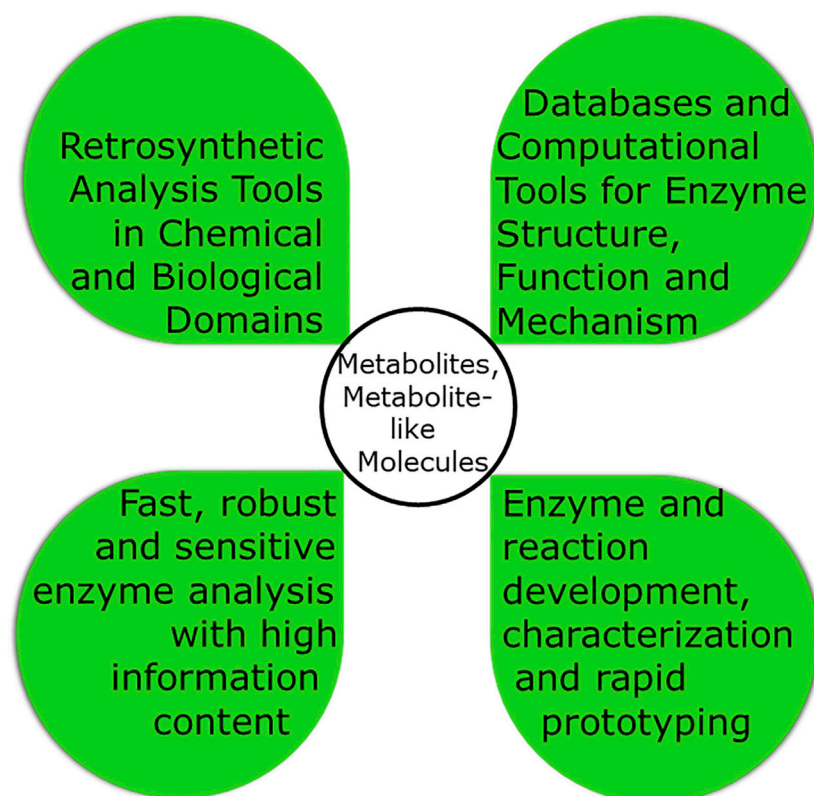 Retrosynthetic
Analysis Tools
in Chemical
and Biological
Domains
Databases and
Computational
Tools for Enzyme
Structure,
Function and
Mechanism
Metabolites,
Metabolite-
like
Molecules
Fast, robust
and sensitive
enzyme analysis
with high
information
content
Enzyme and
reaction
development,
characterization
and rapid
prototyping